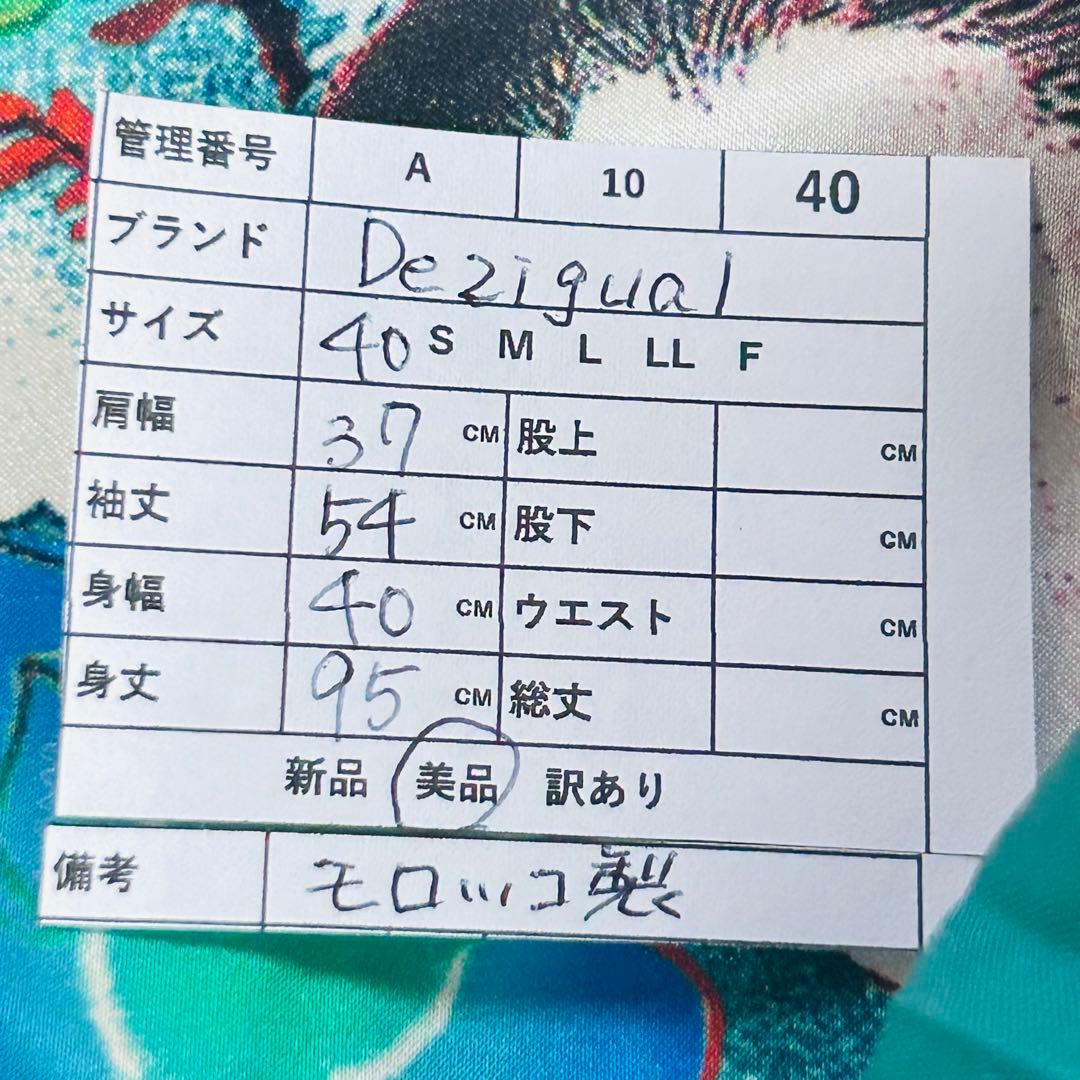 管理番号 A 10 40
ブランド Dezigual
サイズ 40 S M L LL F
肩幅 37 CM 股上 CM
袖丈 54 CM 股下 CM
身幅 40 CM ウエスト CM
身丈 95 CM 総丈 CM
新品 美品 訳あり
備考 モロッコ製